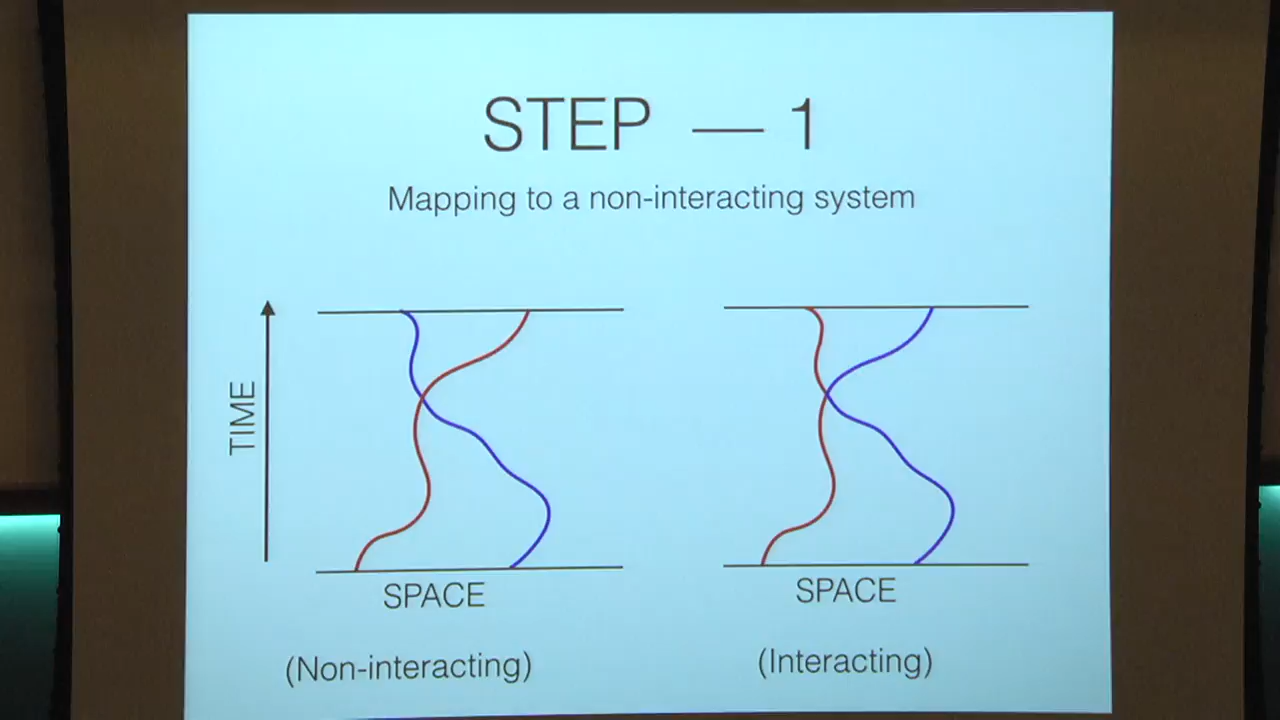 STEP — 1
Mapping to a non-interacting system
TIME
SPACE
SPACE
(Non-interacting)
(Interacting)